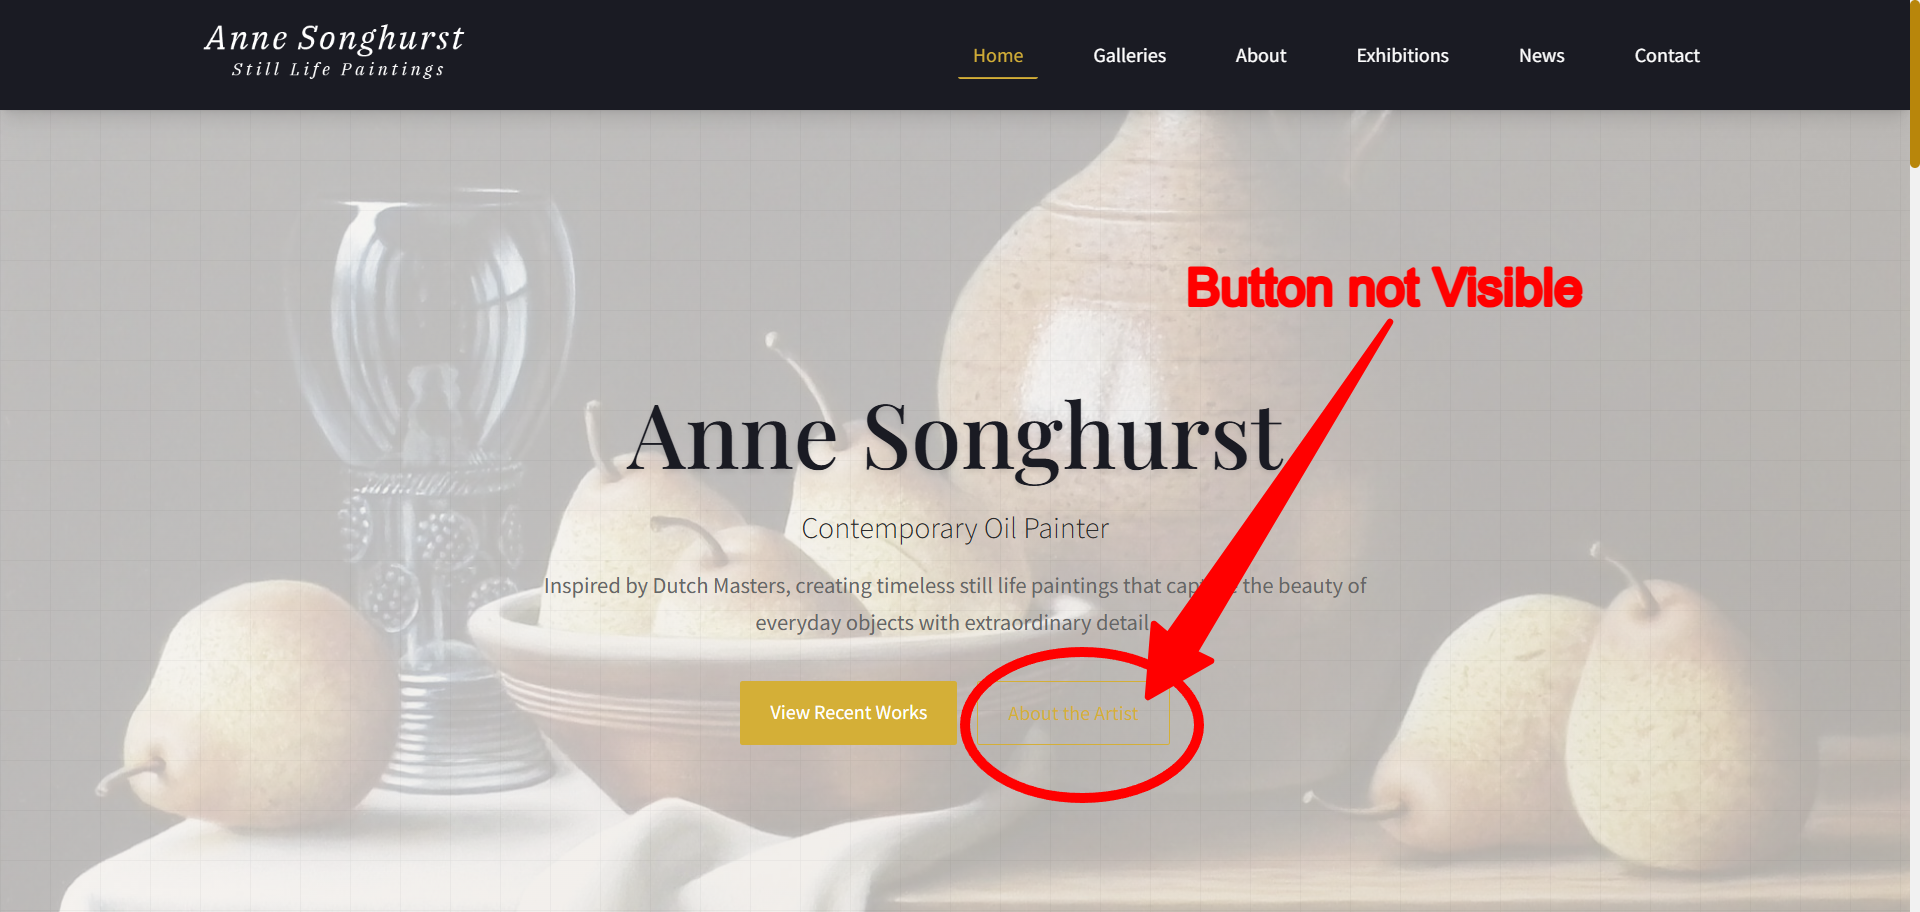 Anne Songhurst
Still Life Paintings
Home
Galleries
About
Exhibitions
News
Contact
Button not Visible
Anne Songhurst
Contemporary Oil Painter
Inspired by Dutch Masters, creating timeless still life paintings that the beauty of
everyday objects with extraordinary detail
View Recent Works
About the Artist